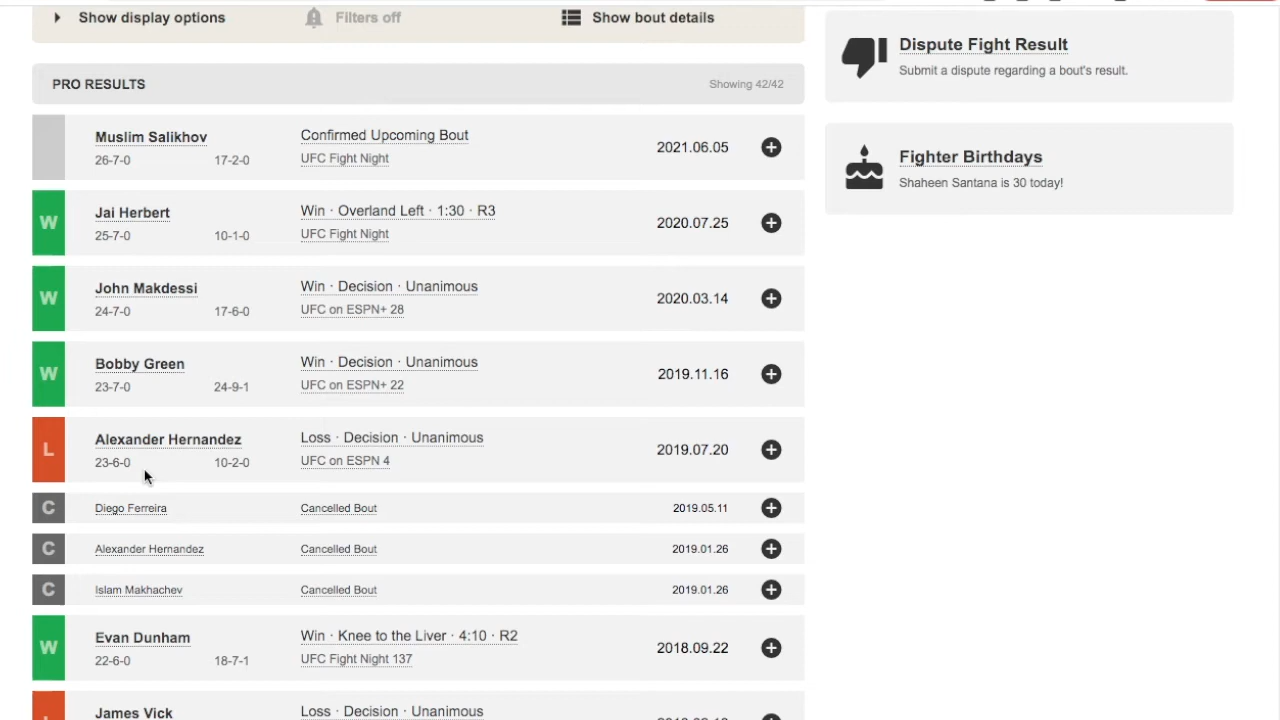 Show display options
Filters off
Show bout details
PRO RESULTS
Showing 42/42
Muslim Salikhov
Confirmed Upcoming Bout
2021.06.05
26-7-0
17-2-0
UFC Fight Night
W
Jai Herbert
Win · Overland Left · 1:30 · R3
2020.07.25
25-7-0
10-1-0
UFC Fight Night
W
John Makdessi
Win · Decision · Unanimous
2020.03.14
24-7-0
17-6-0
UFC on ESPN+ 28
W
Bobby Green
Win · Decision · Unanimous
2019.11.16
23-7-0
24-9-1
UFC on ESPN+ 22
L
Alexander Hernandez
Loss · Decision · Unanimous
2019.07.20
23-6-0
10-2-0
UFC on ESPN 4
C
Diego Ferreira
Cancelled Bout
2019.05.11
C
Alexander Hernandez
Cancelled Bout
2019.01.26
C
Islam Makhachev
Cancelled Bout
2019.01.26
W
Evan Dunham
Win · Knee to the Liver · 4:10 · R2
2018.09.22
22-6-0
18-7-1
UFC Fight Night 137
James Vick
Loss · Decision · Unanimous
Dispute Fight Result
Submit a dispute regarding a bout's result.
Fighter Birthdays
Shaheen Santana is 30 today!